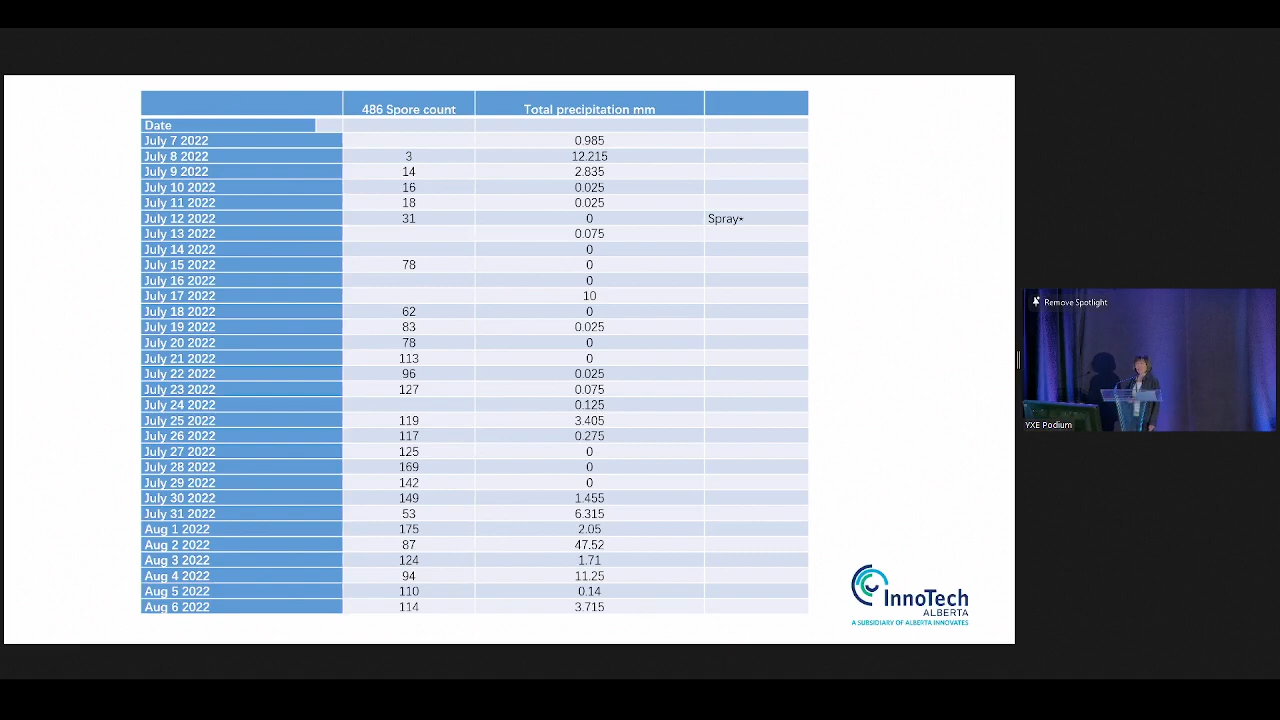 486 Spore count Total precipitation mm
Date
July 7 2022 0.985
July 8 2022 3 12.215
July 9 2022 14 2.835
July 10 2022 16 0.025
July 11 2022 18 0.025
July 12 2022 31 0 Spray*
July 13 2022 0.075
July 14 2022 0
July 15 2022 78 0
July 16 2022 0
July 17 2022 10
July 18 2022 62 0
July 19 2022 83 0.025
July 20 2022 78 0
July 21 2022 113 0
July 22 2022 96 0.025
July 23 2022 127 0.075
July 24 2022 0.125
July 25 2022 119 3.405
July 26 2022 117 0.275
July 27 2022 125 0
July 28 2022 169 0
July 29 2022 142 0
July 30 2022 149 1.455
July 31 2022 53 6.315
Aug 1 2022 175 2.05
Aug 2 2022 87 47.52
Aug 3 2022 124 1.71
Aug 4 2022 94 11.25
Aug 5 2022 110 0.14
Aug 6 2022 114 3.715
InnoTech
ALBERTA
A SUBSIDIARY OF ALBERTA INNOVATES
Remove Spotlight
YXE Podium